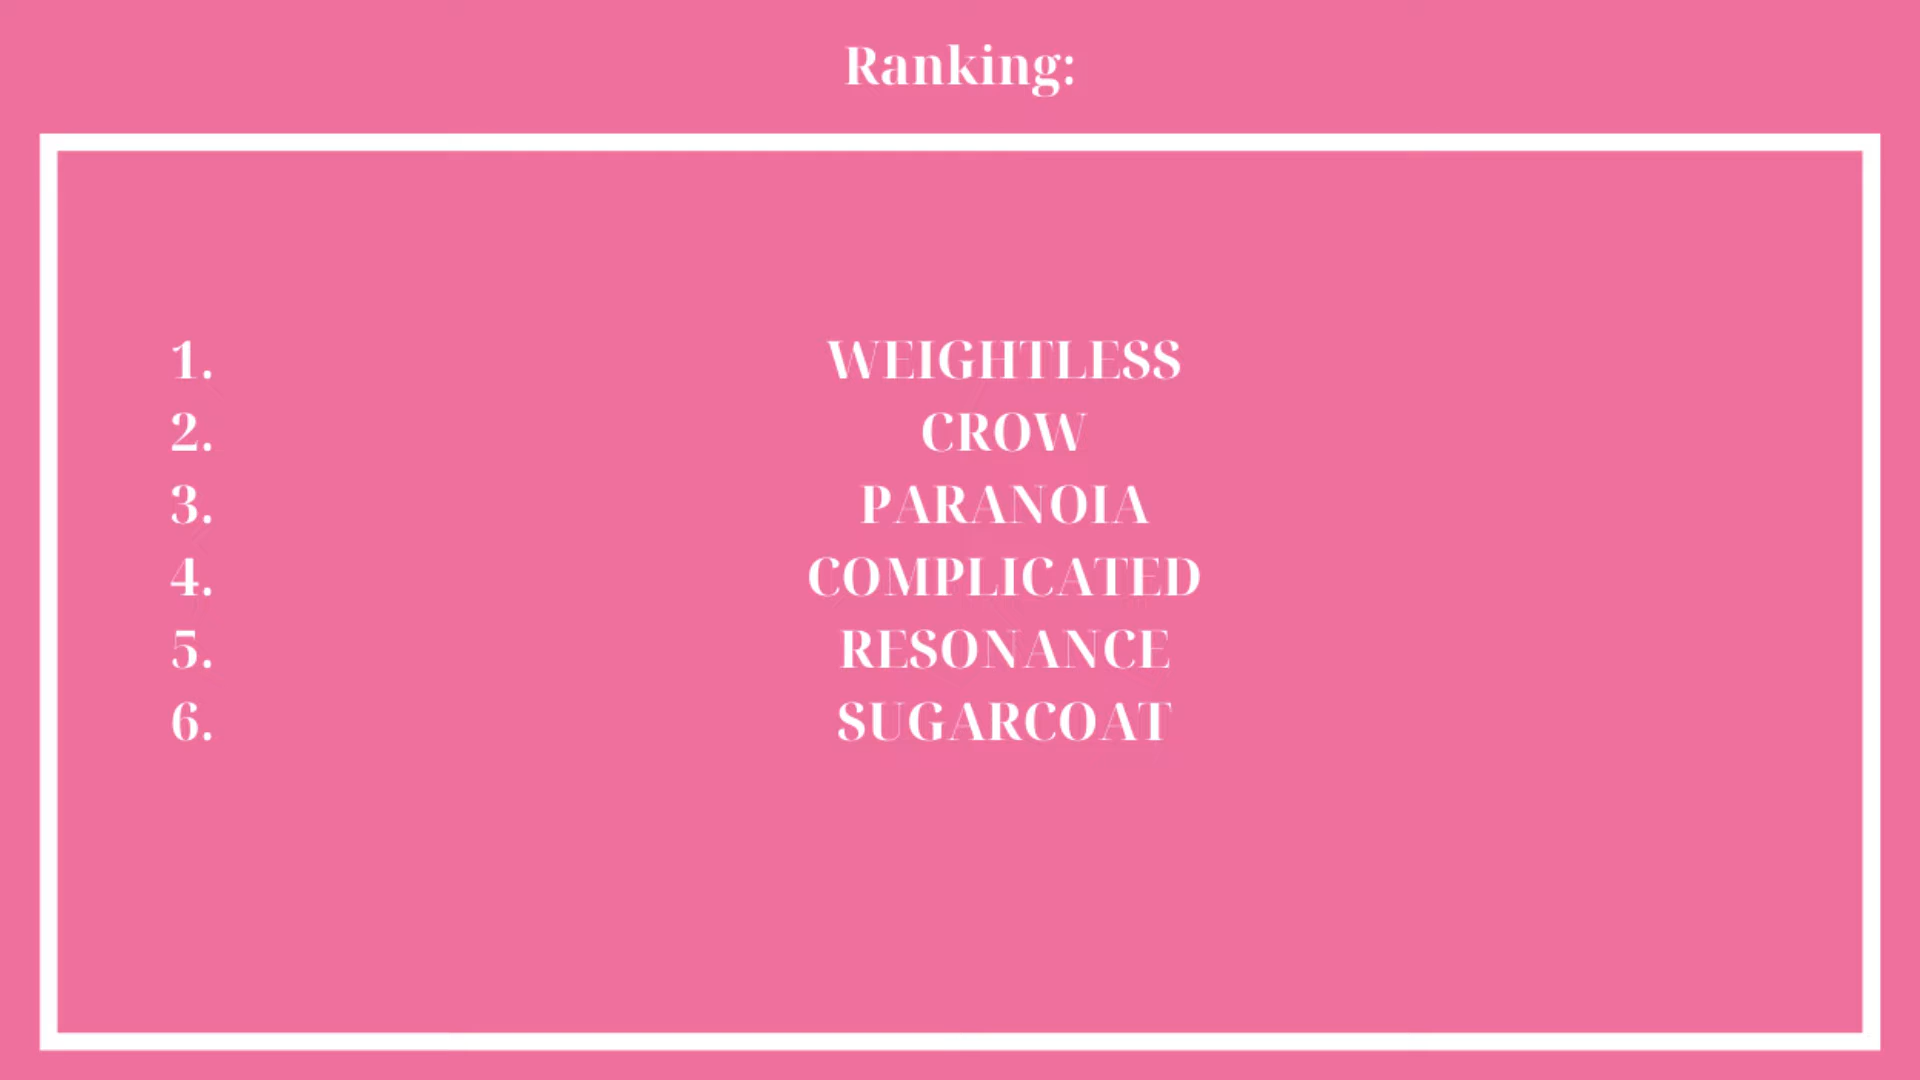 Ranking:
1. WEIGHTLESS
2. CROW
3. PARANOIA
4. COMPLICATED
5. RESONANCE
6. SUGARCOAT